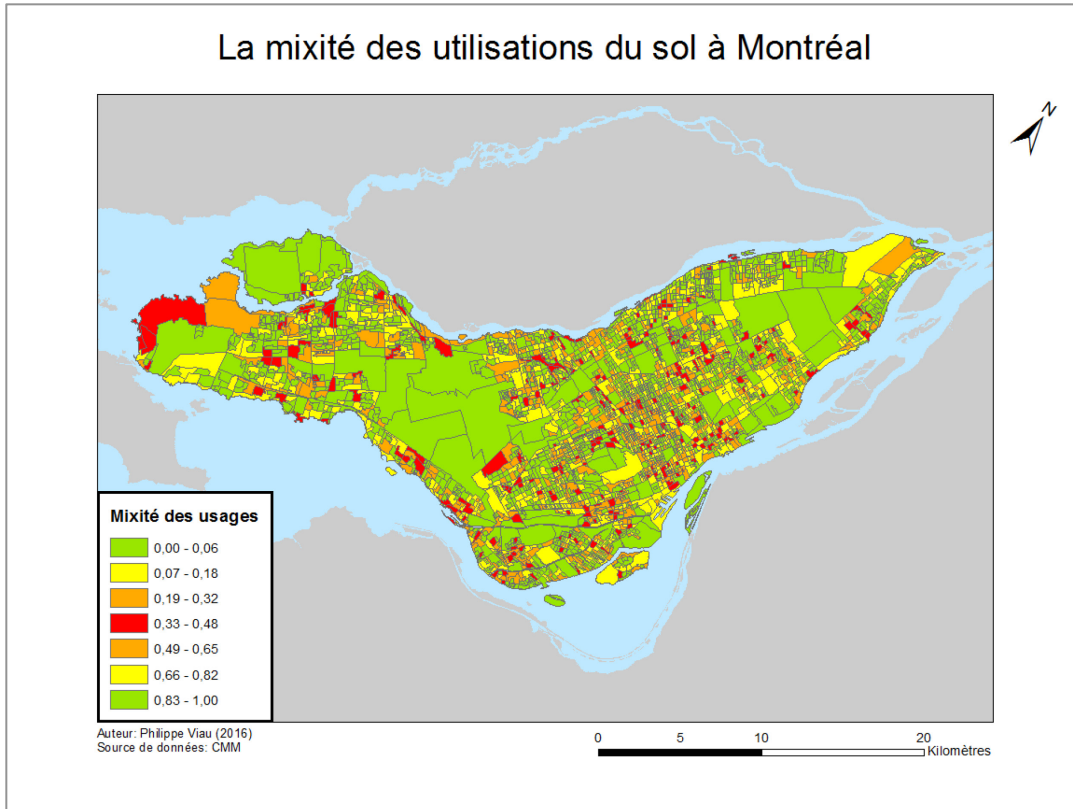 La mixité des utilisations du sol à Montréal
N
Mixité des usages
0,00 - 0,06
0,07 - 0,18
0,19 - 0,32
0,33 - 0,48
0,49 - 0,65
0,66 - 0,82
0,83 - 1,00
Auteur: Philippe Viau (2016)
Source de données: CMM
0 5 10 20
Kilomètres